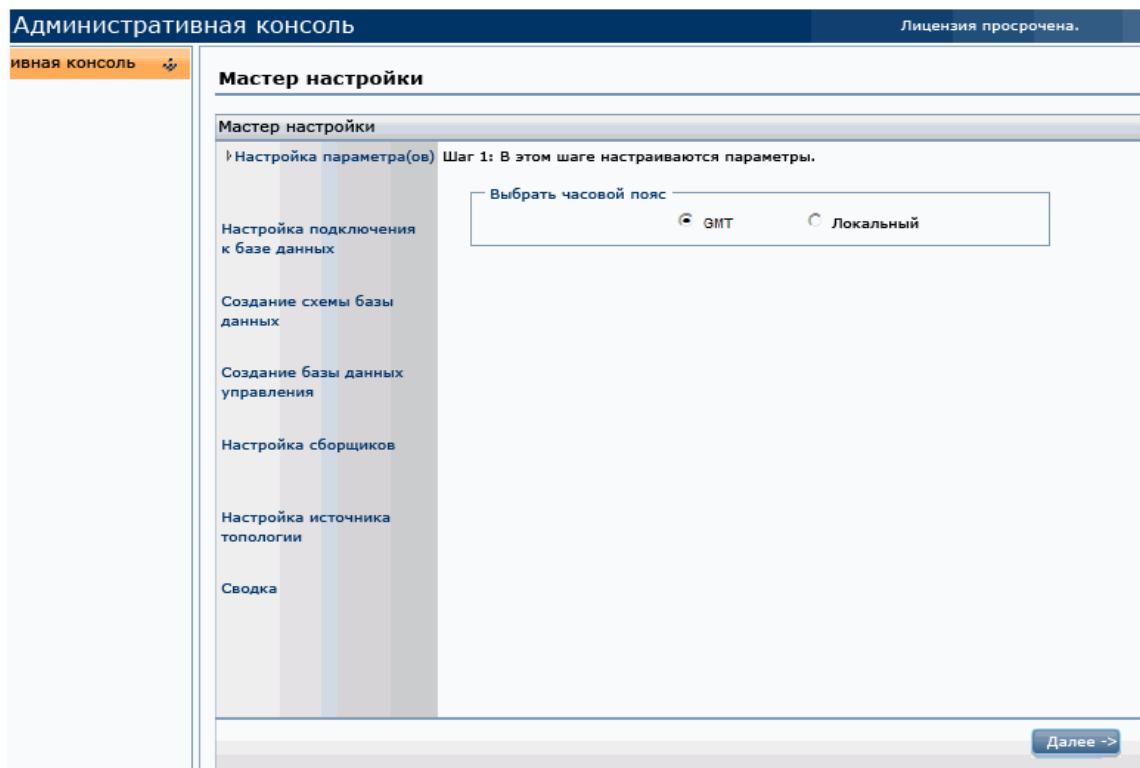 Административная консоль
Лицензия просрочена.
ивная консоль
Мастер настройки
Мастер настройки
Настройка параметра(ов)
Шаг 1: В этом шаге настраиваются параметры.
Выбрать часовой пояс
GMT
Локальный
Настройка подключения
к базе данных
Создание схемы базы
данных
Создание базы данных
управления
Настройка сборщиков
Настройка источника
топологии
Сводка
Далее ->